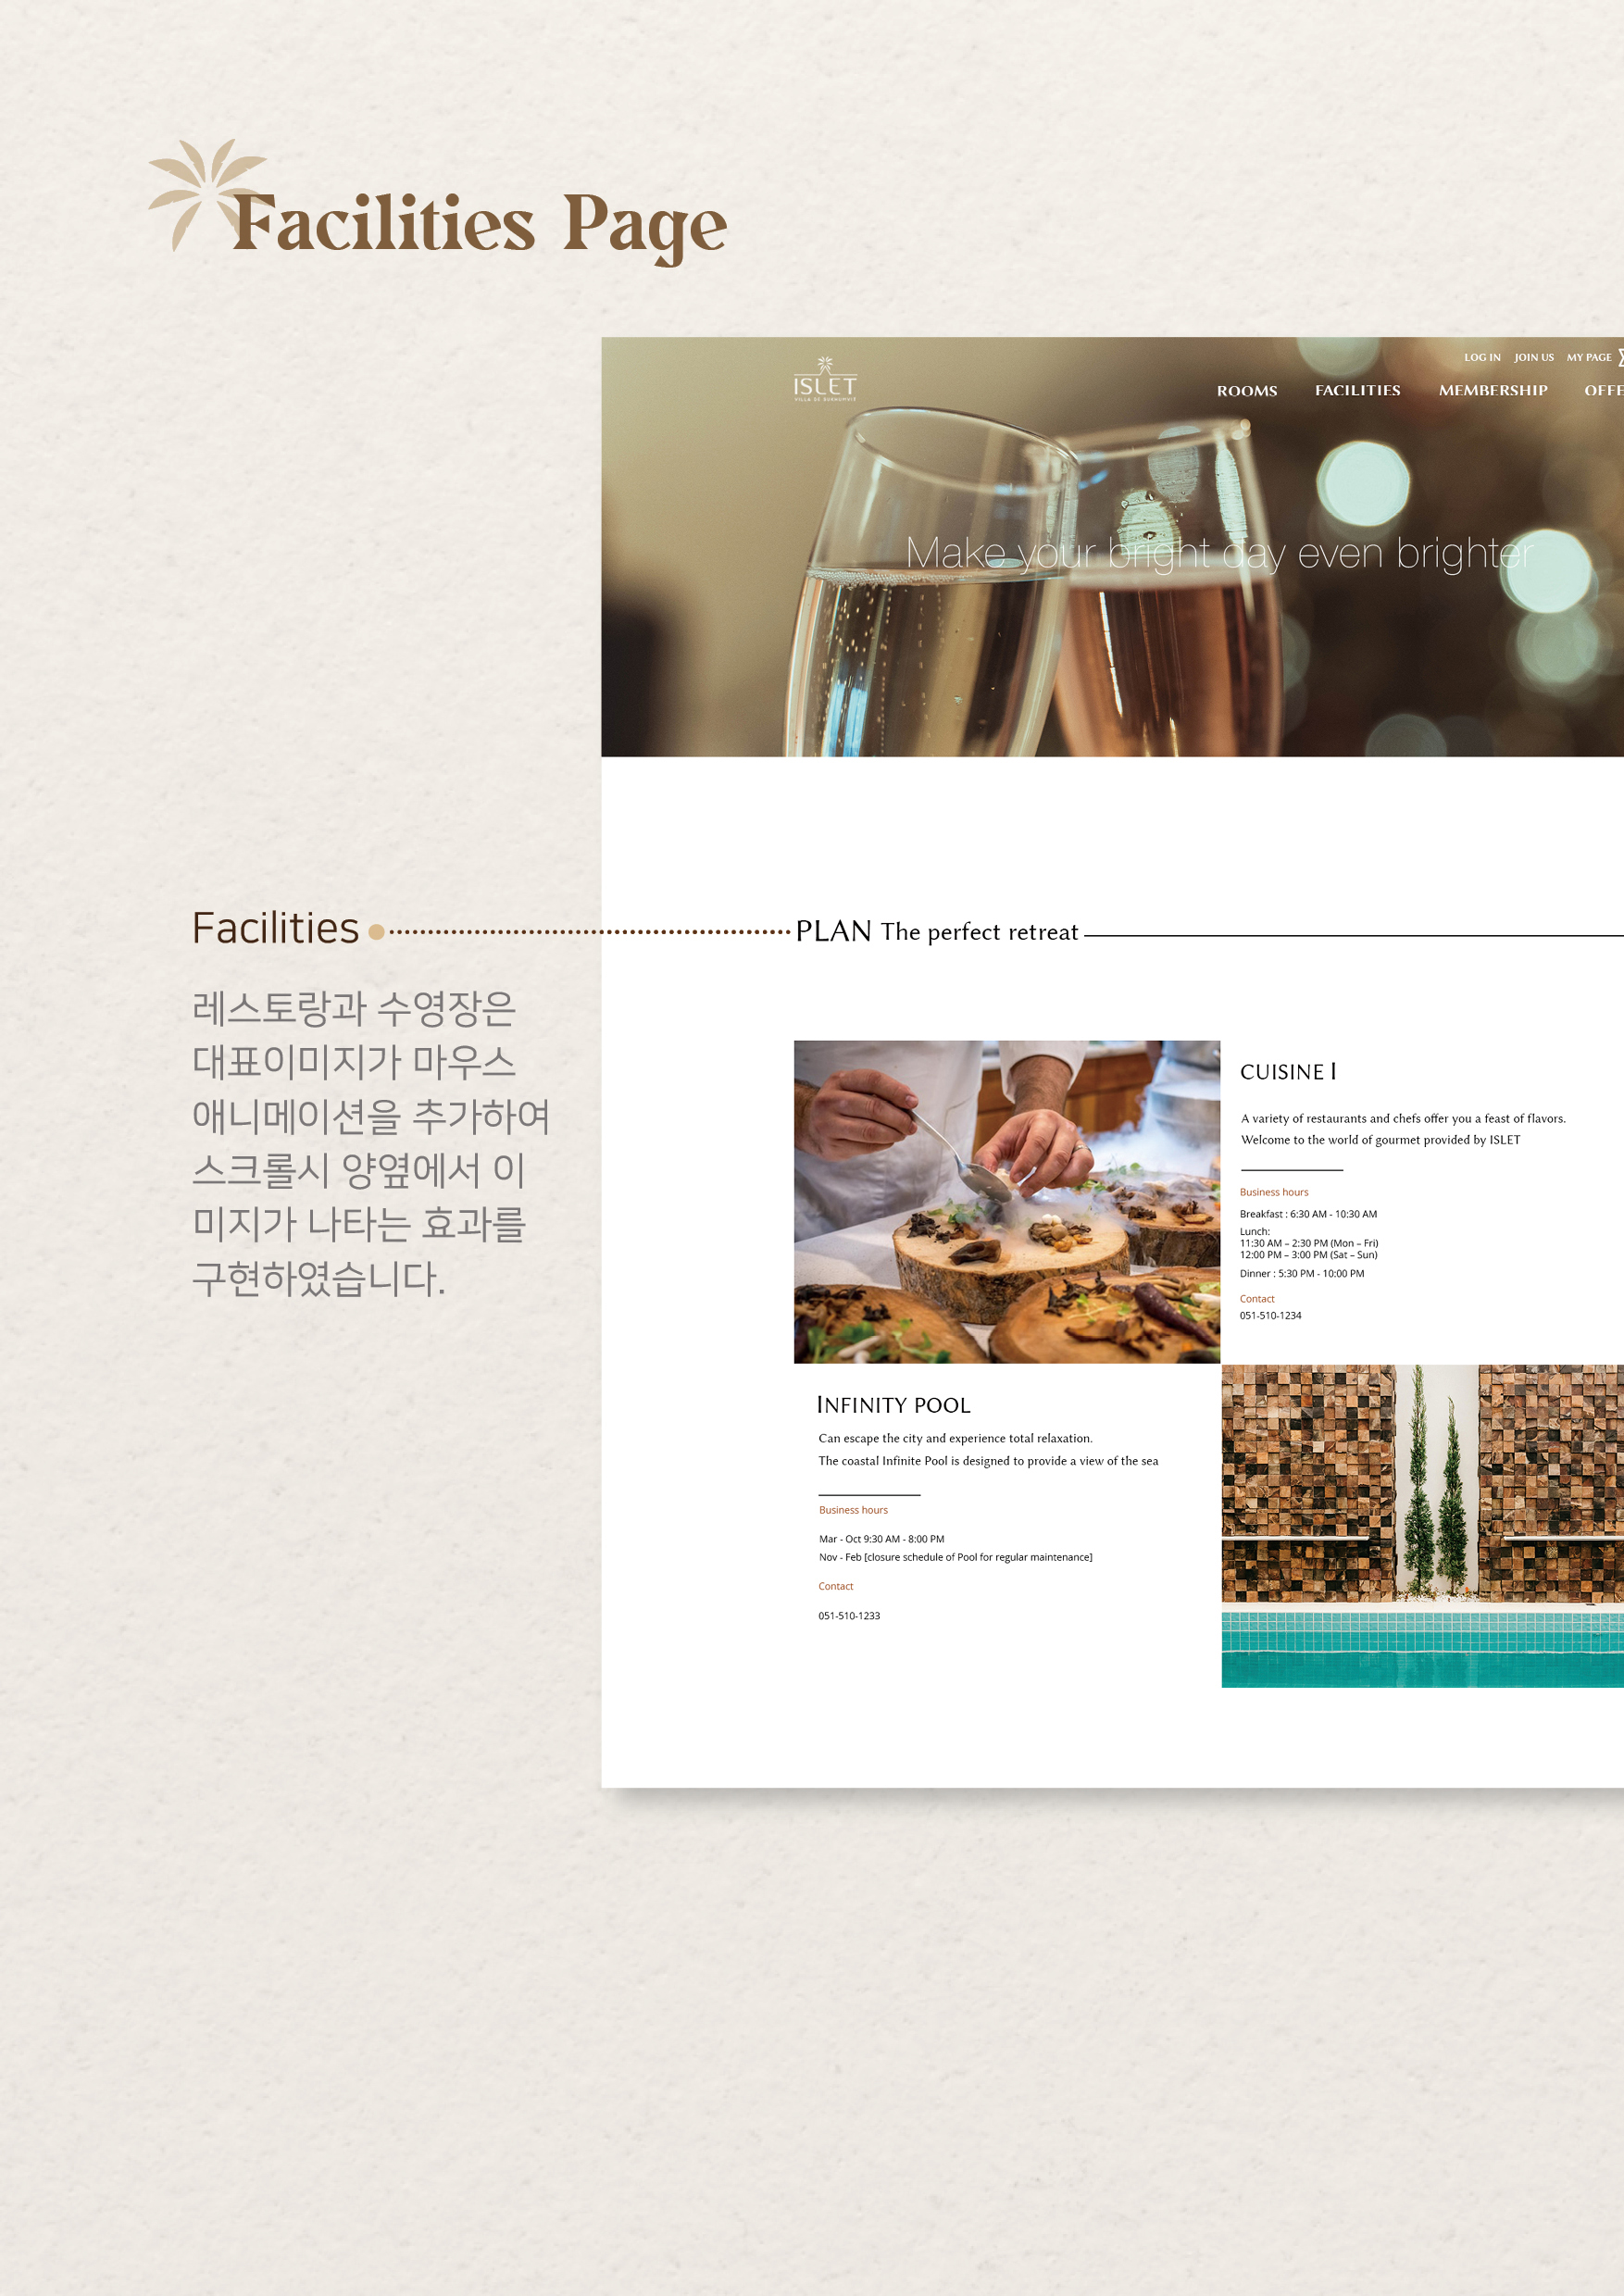 Facilities Page
LOG IN JOIN US MY PAGE
ISLET
VILLA DE SUKHUMVIT
ROOMS FACILITIES MEMBERSHIP OFFE
Make your bright day even brighter
Facilities
PLAN The perfect retreat
레스토랑과 수영장은
대표이미지가 마우스
애니메이션을 추가하여
스크롤시 양옆에서 이
미지가 나타는 효과를
구현하였습니다.
CUISINE I
A variety of restaurants and chefs offer you a feast of flavors.
Welcome to the world of gourmet provided by ISLET
Business hours
Breakfast : 6:30 AM - 10:30 AM
Lunch:
11:30 AM – 2:30 PM (Mon – Fri)
12:00 PM – 3:00 PM (Sat – Sun)
Dinner : 5:30 PM - 10:00 PM
Contact
051-510-1234
INFINITY POOL
Can escape the city and experience total relaxation.
The coastal Infinite Pool is designed to provide a view of the sea
Business hours
Mar - Oct 9:30 AM - 8:00 PM
Nov - Feb [closure schedule of Pool for regular maintenance]
Contact
051-510-1233